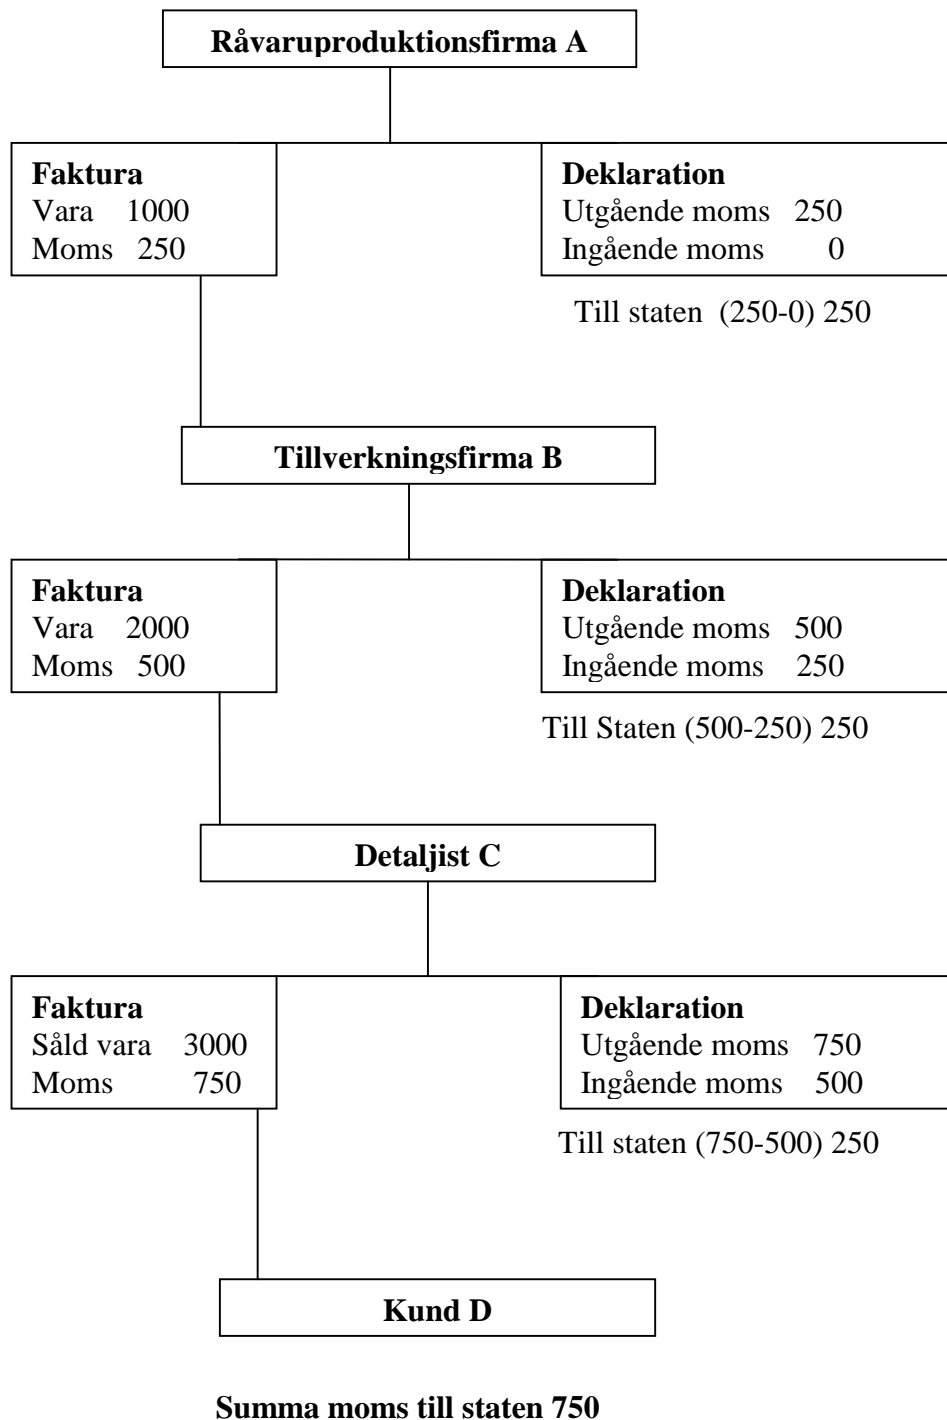 Råvaruproduktionsfirma A
Faktura
Vara 1000
Moms 250
Deklaration
Utgående moms 250
Ingående moms 0
Till staten (250-0) 250
Tillverkningsfirma B
Faktura
Vara 2000
Moms 500
Deklaration
Utgående moms 500
Ingående moms 250
Till Staten (500-250) 250
Detaljist C
Faktura
Såld vara 3000
Moms 750
Deklaration
Utgående moms 750
Ingående moms 500
Till staten (750-500) 250
Kund D
Summa moms till staten 750